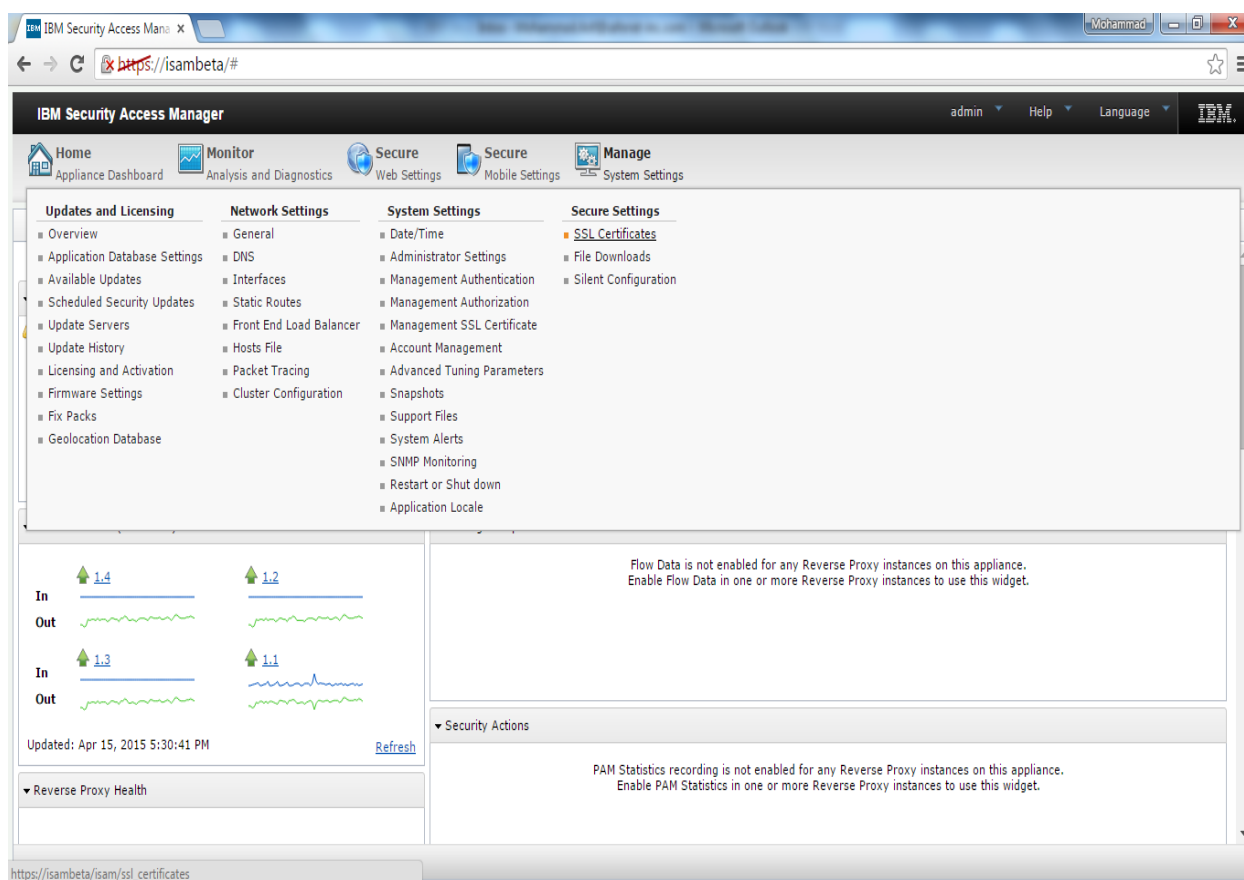 IBM Security Access Mana
Mohammad
https://isambeta/#
IBM Security Access Manager
admin
Help
Language
IBM.
Home
Appliance Dashboard
Monitor
Analysis and Diagnostics
Secure
Web Settings
Secure
Mobile Settings
Manage
System Settings
Updates and Licensing
Overview
Application Database Settings
Available Updates
Scheduled Security Updates
Update Servers
Update History
Licensing and Activation
Firmware Settings
Fix Packs
Geolocation Database
Network Settings
General
DNS
Interfaces
Static Routes
Front End Load Balancer
Hosts File
Packet Tracing
Cluster Configuration
System Settings
Date/Time
Administrator Settings
Management Authentication
Management Authorization
Management SSL Certificate
Account Management
Advanced Tuning Parameters
Snapshots
Support Files
System Alerts
SNMP Monitoring
Restart or Shut down
Application Locale
Secure Settings
SSL Certificates
File Downloads
Silent Configuration
1.4
1.2
In
Out
1.3
1.1
In
Out
Updated: Apr 15, 2015 5:30:41 PM
Refresh
Reverse Proxy Health
Flow Data is not enabled for any Reverse Proxy instances on this appliance.
Enable Flow Data in one or more Reverse Proxy instances to use this widget.
Security Actions
PAM Statistics recording is not enabled for any Reverse Proxy instances on this appliance.
Enable PAM Statistics in one or more Reverse Proxy instances to use this widget.
https://isambeta/isam/ssl_certificates